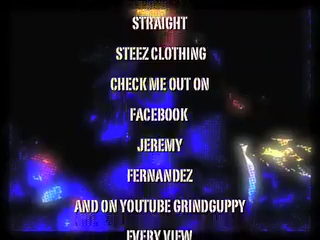 STRAIGHT
STEEZ CLOTHING
CHECK ME OUT ON
FACEBOOK
JEREMY
FERNANDEZ
AND ON YOUTUBE GRINDGUPPY
EVERY VIEW